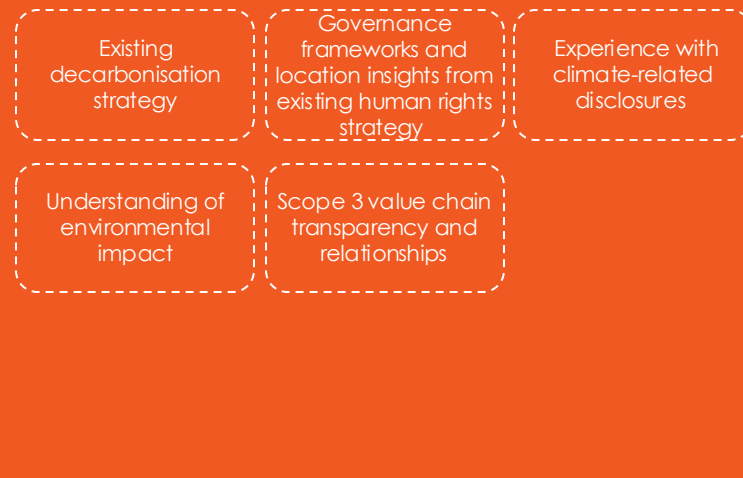 Existing
decarbonisation
strategy
Governance
frameworks and
location insights from
existing human rights
strategy
Experience with
climate-related
disclosures
Understanding of
environmental
impact
Scope 3 value chain
transparency and
relationships